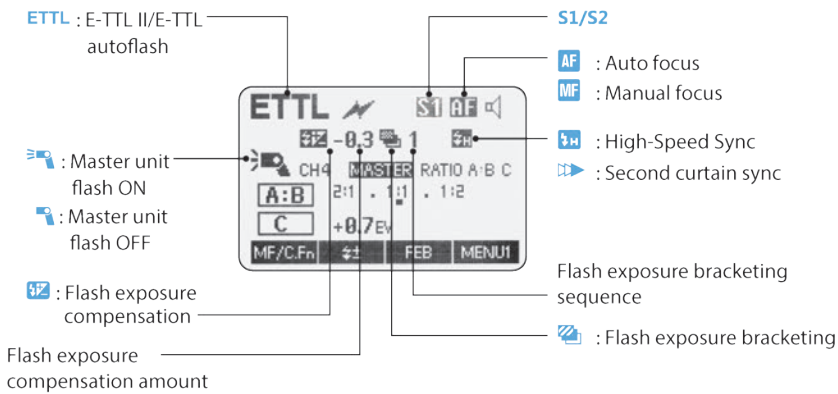 ETTL : E-TTL II/E-TTL
autoflash
S1/S2
AF : Auto focus
MF : Manual focus
: High-Speed Sync
: Second curtain sync
: Master unit
flash ON
: Master unit
flash OFF
ETTL S1 AF
-0.3 1 H
CH4 MASTER RATIO A:B C
A:B 2:1 . 1:1 . 1:2
C +0.7EV
MF/C.Fn ± FEB MENU1
: Flash exposure
compensation
Flash exposure
compensation amount
Flash exposure bracketing
sequence
: Flash exposure bracketing